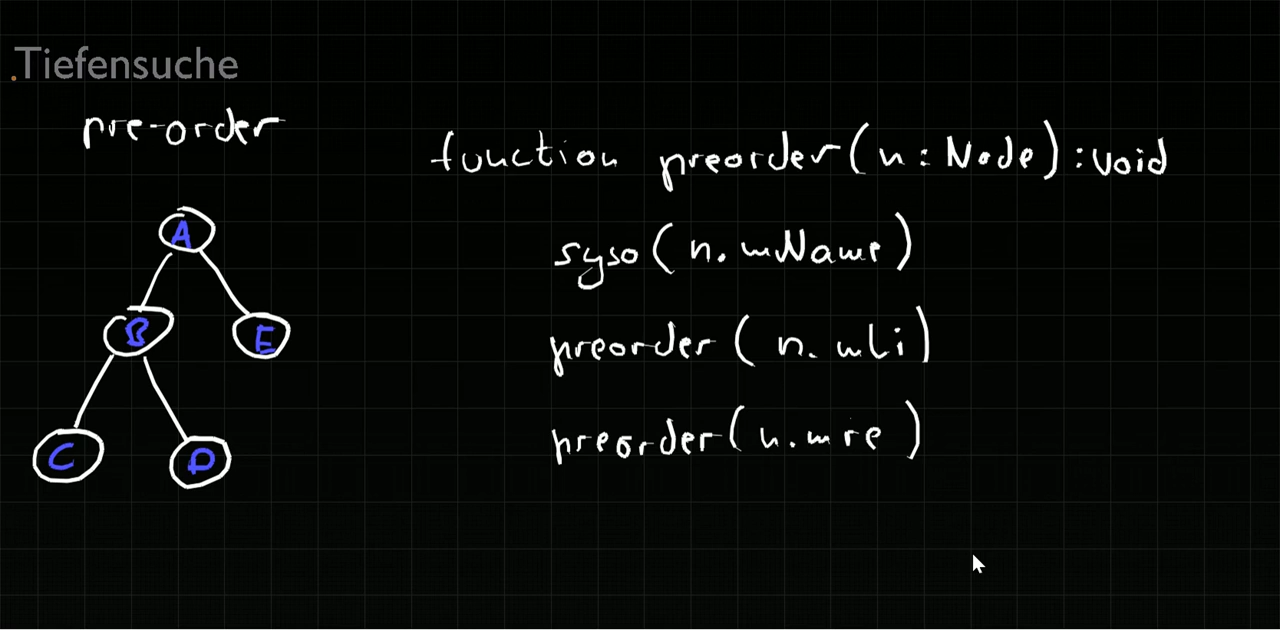 .Tiefensuche
pre-order
function preorder(n:Node):void
syso(n.mName)
preorder(n.mli)
preorder(n.mre)
A
B
E
C
D